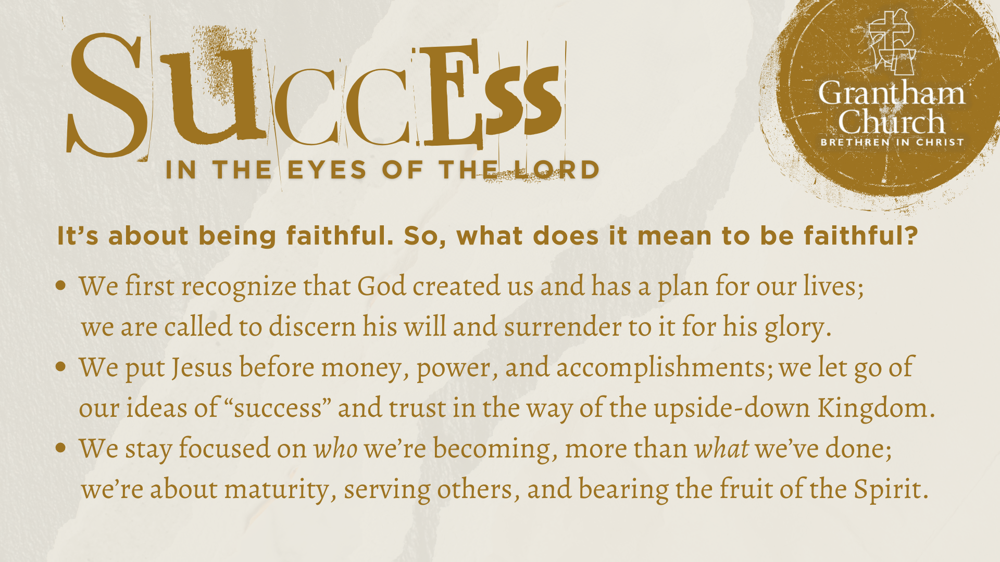 SuccEss
IN THE EYES OF THE LORD
Grantham
Church
BRETHREN IN CHRIST
It’s about being faithful. So, what does it mean to be faithful?
• We first recognize that God created us and has a plan for our lives;
we are called to discern his will and surrender to it for his glory.
• We put Jesus before money, power, and accomplishments; we let go of
our ideas of “success” and trust in the way of the upside-down Kingdom.
• We stay focused on who we’re becoming, more than what we’ve done;
we’re about maturity, serving others, and bearing the fruit of the Spirit.